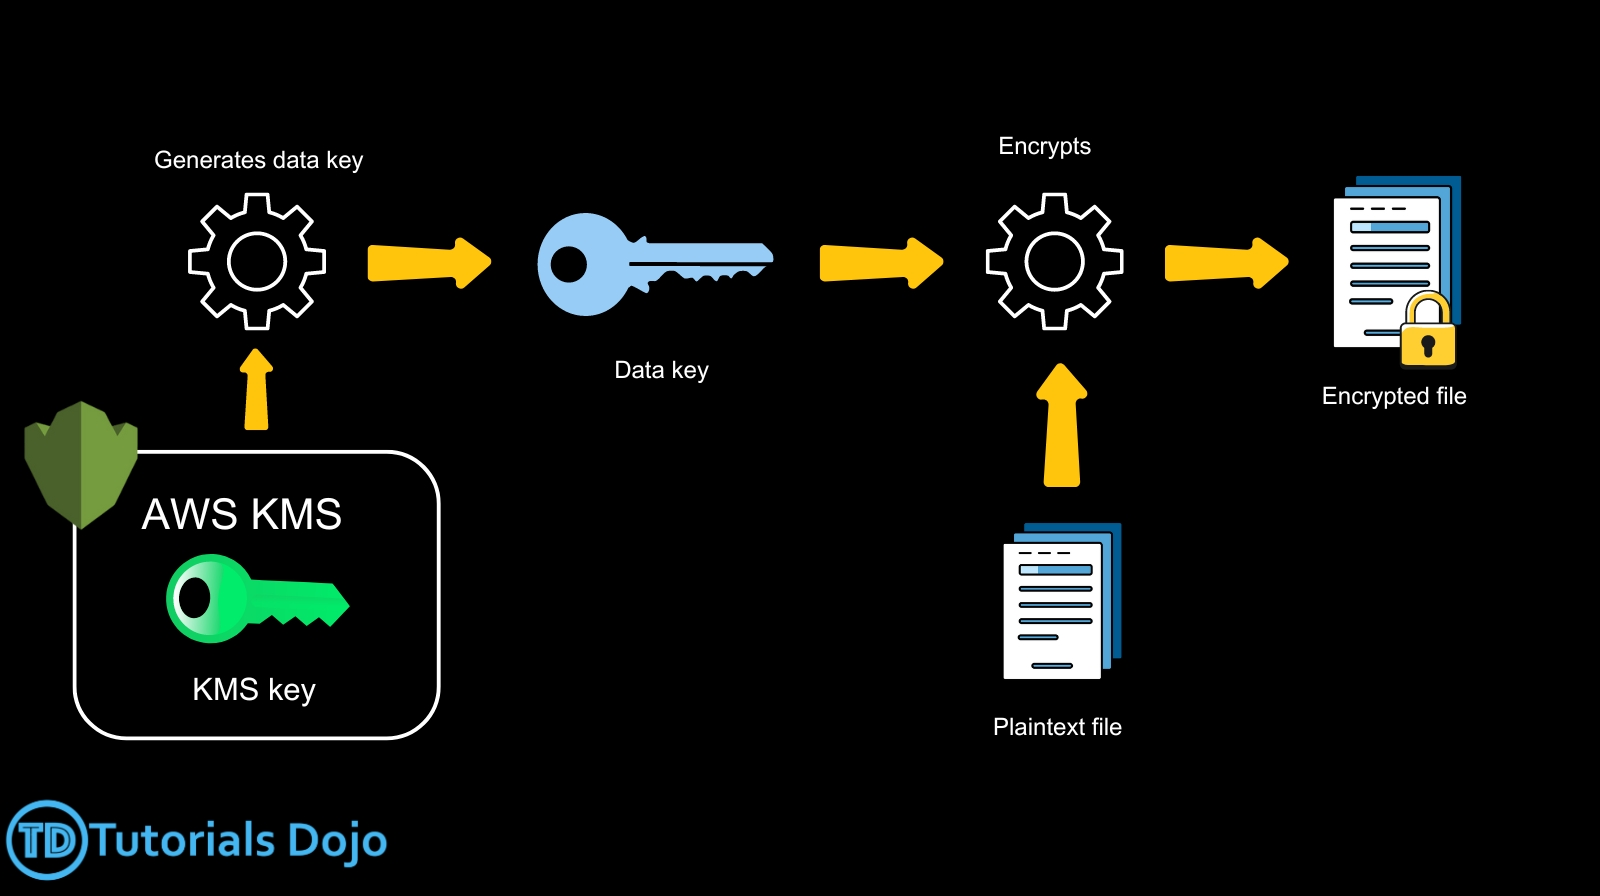 Generates data key
Encrypts
Data key
Encrypted file
AWS KMS
KMS key
Plaintext file
TD Tutorials Dojo